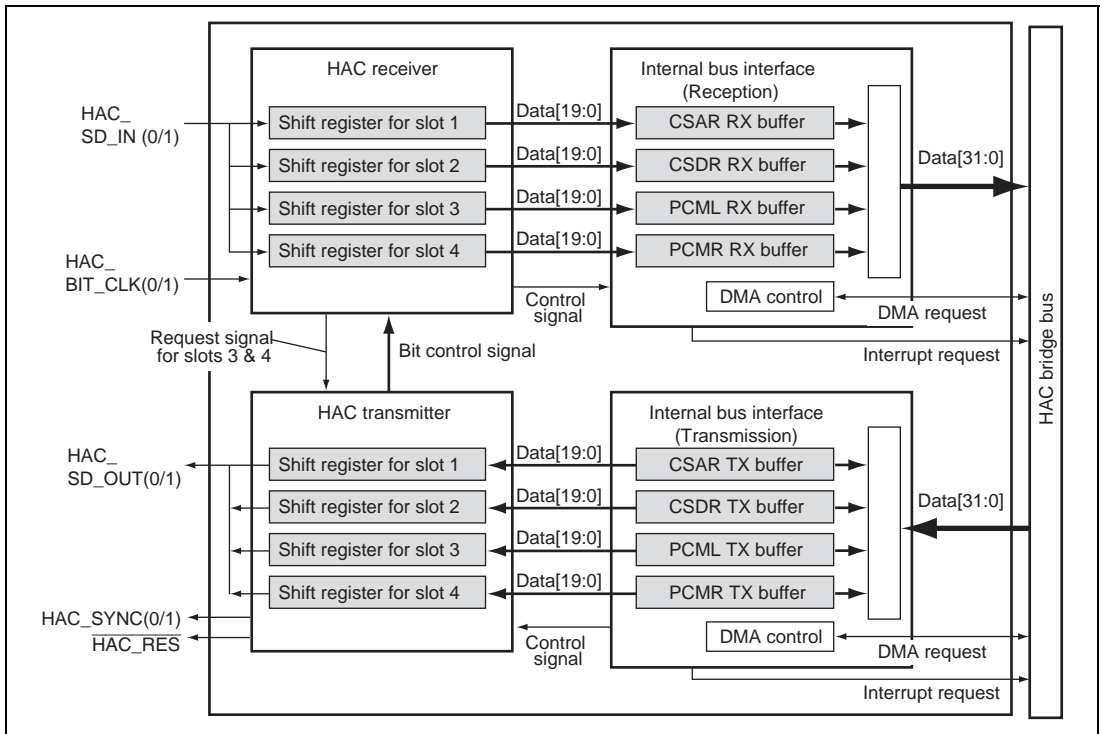 HAC receiver
Internal bus interface
(Reception)
HAC_
SD_IN (0/1)
Shift register for slot 1
Data[19:0]
CSAR RX buffer
Shift register for slot 2
Data[19:0]
CSDR RX buffer
Data[31:0]
Shift register for slot 3
Data[19:0]
PCML RX buffer
Shift register for slot 4
Data[19:0]
PCMR RX buffer
HAC_
BIT_CLK(0/1)
Control
signal
DMA control
DMA request
Request signal
for slots 3 & 4
Bit control signal
Interrupt request
HAC bridge bus
HAC transmitter
Internal bus interface
(Transmission)
HAC_
SD_OUT(0/1)
Shift register for slot 1
Data[19:0]
CSAR TX buffer
Shift register for slot 2
Data[19:0]
CSDR TX buffer
Data[31:0]
Shift register for slot 3
Data[19:0]
PCML TX buffer
Shift register for slot 4
Data[19:0]
PCMR TX buffer
HAC_SYNC(0/1)
HAC_RES
Control
signal
DMA control
DMA request
Interrupt request